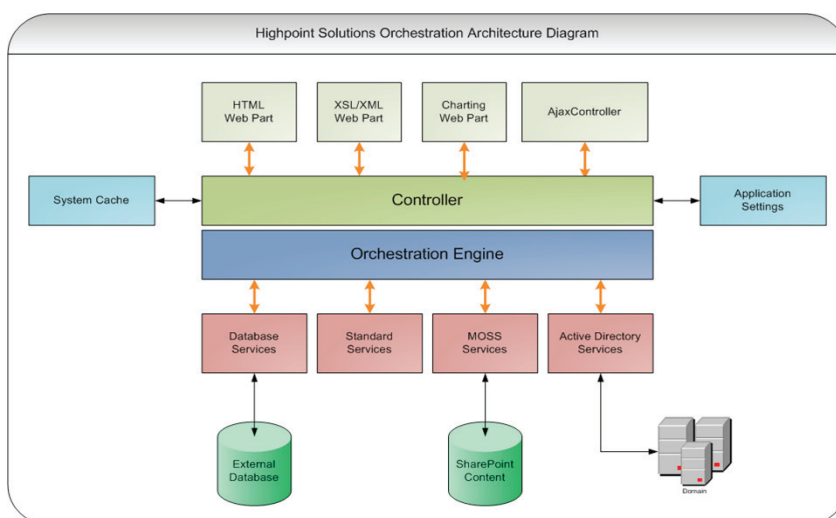 Highpoint Solutions Orchestration Architecture Diagram
HTML
Web Part
XSL/XML
Web Part
Charting
Web Part
AjaxController
System Cache
Controller
Application
Settings
Orchestration Engine
Database
Services
Standard
Services
MOSS
Services
Active Directory
Services
External
Database
SharePoint
Content
Domain